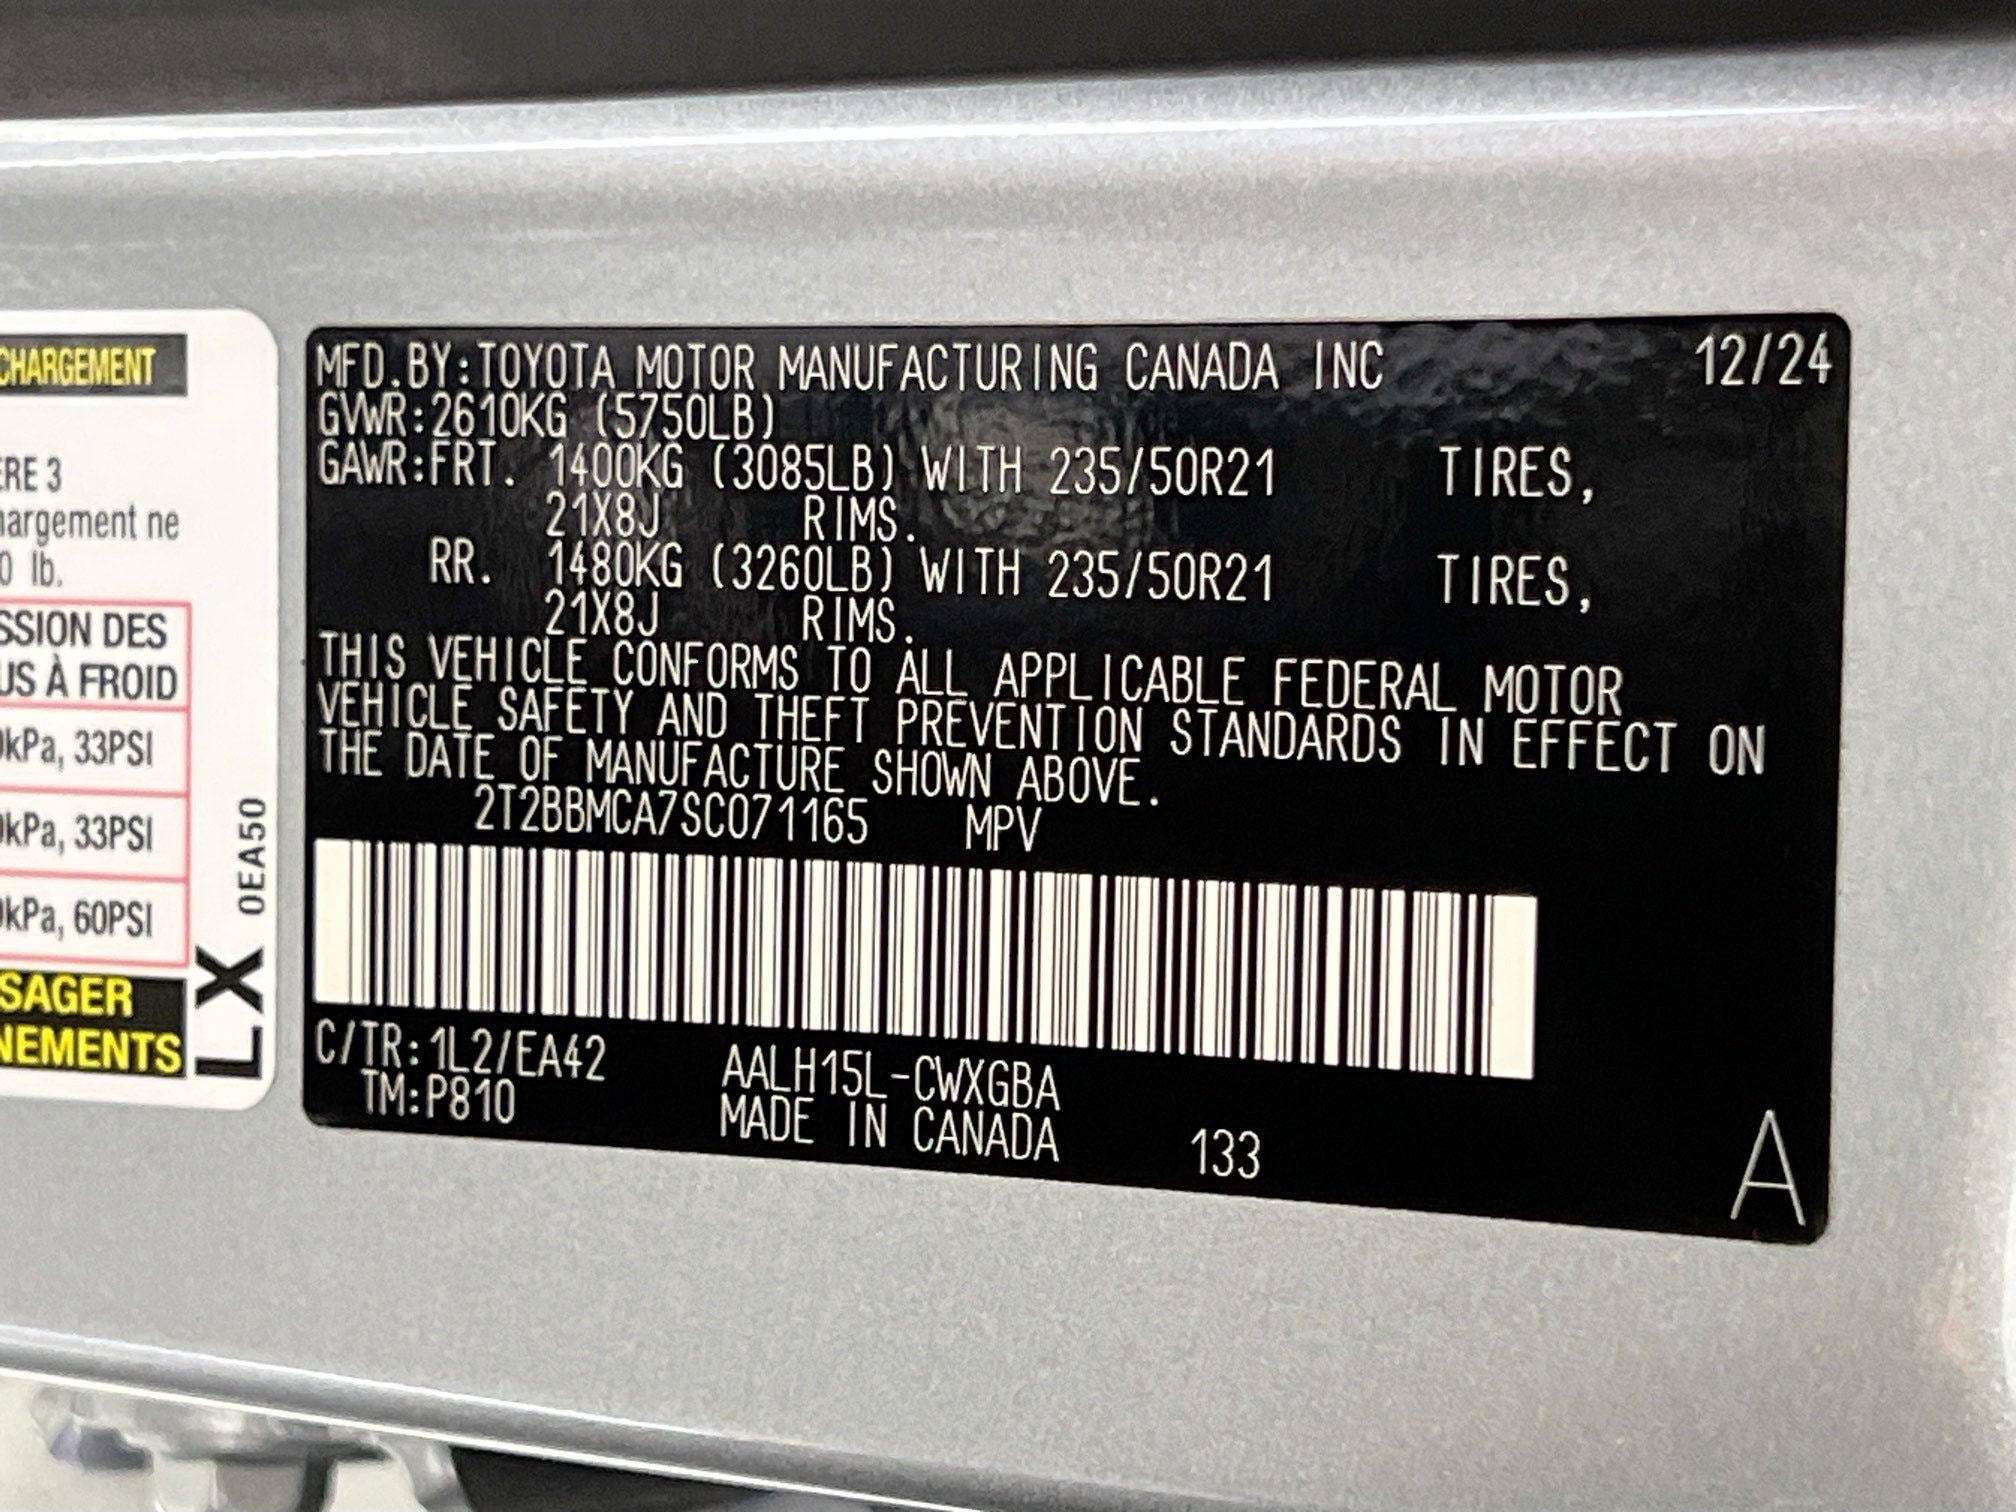 CHARGEMENT
ERE 3
hargement ne
0 lb.
SSION DES
US À FROID
0kPa, 33PSI
0kPa, 33PSI
0kPa, 60PSI
SAGER
NEMENTS
LX 0EA50
MFD.BY:TOYOTA MOTOR MANUFACTURING CANADA INC 12/24
GVWR:2610KG (5750LB)
GAWR:FRT. 1400KG (3085LB) WITH 235/50R21 TIRES,
21X8J RIMS.
RR. 1480KG (3260LB) WITH 235/50R21 TIRES,
21X8J RIMS.
THIS VEHICLE CONFORMS TO ALL APPLICABLE FEDERAL MOTOR
VEHICLE SAFETY AND THEFT PREVENTION STANDARDS IN EFFECT ON
THE DATE OF MANUFACTURE SHOWN ABOVE.
2T2BBMCA7SC071165 MPV
C/TR:1L2/EA42 AALH15L-CWXGBA
TM:P810 MADE IN CANADA 133
A